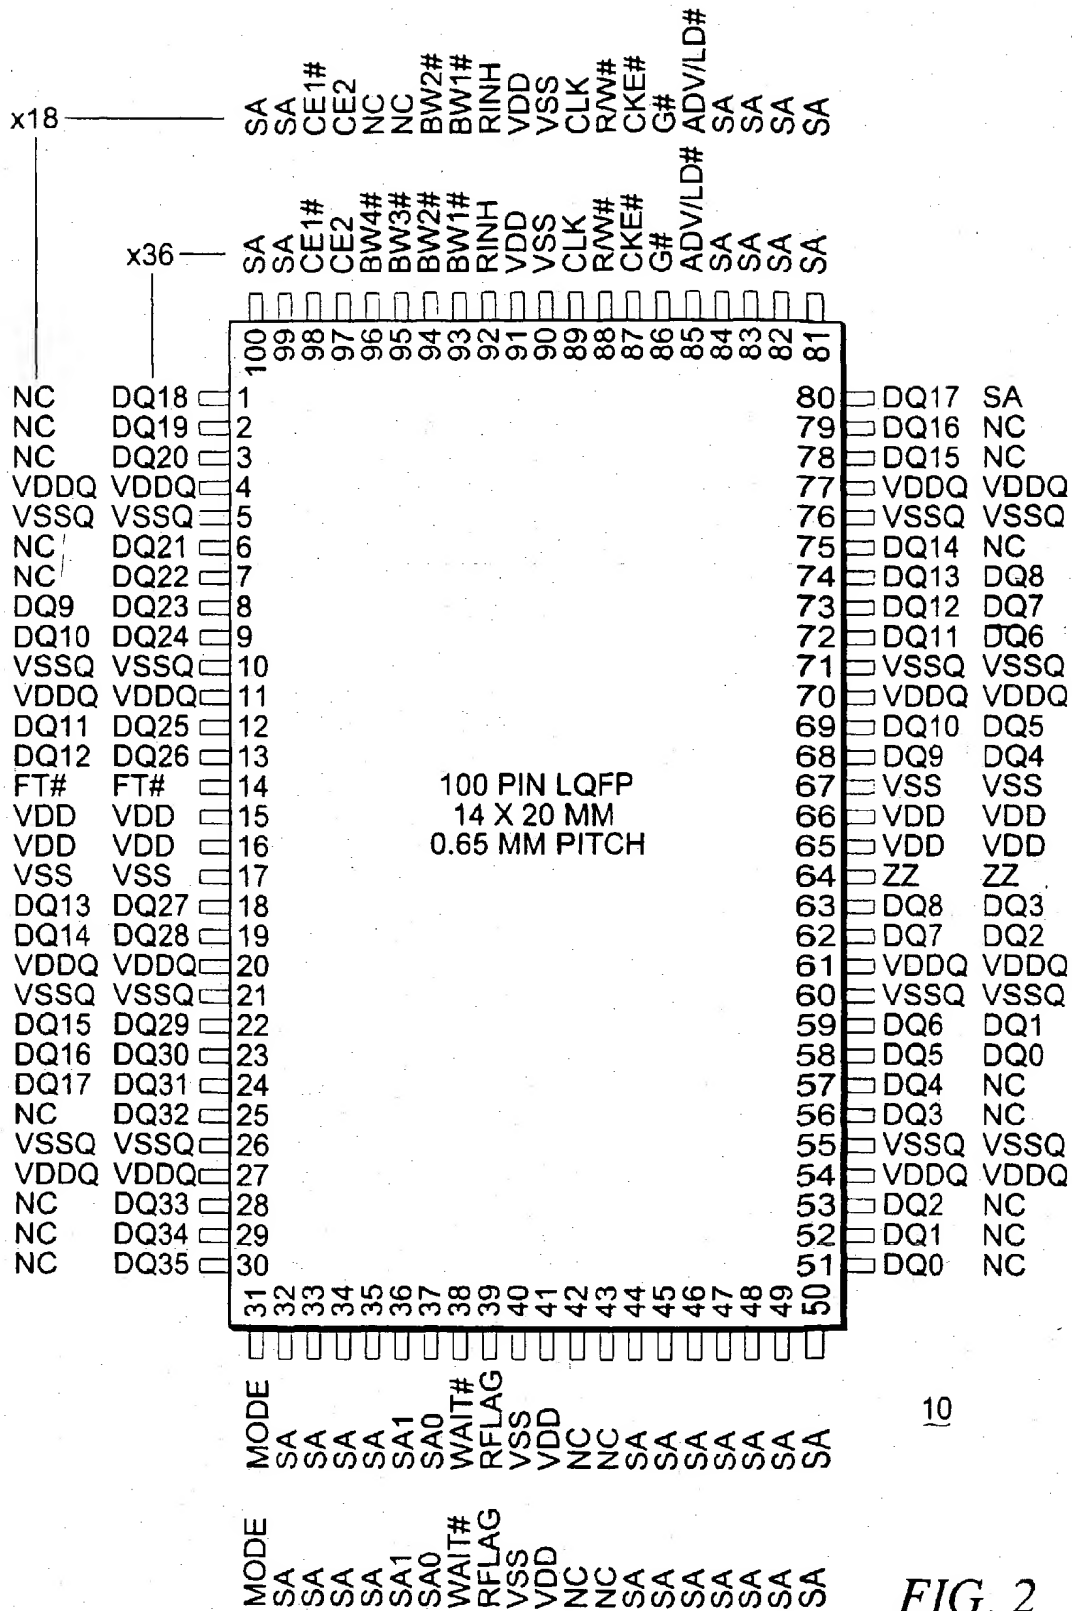 x18
SA SA CE1# CE2 NC NC BW2# BW1# RINH VDD VSS CLK R/W# CKE# G# ADV/LD# SA SA SA SA
x36
SA SA CE1# CE2 BW4# BW3# BW2# BW1# RINH VDD VSS CLK R/W# CKE# G# ADV/LD# SA SA SA SA
100 99 98 97 96 95 94 93 92 91 90 89 88 87 86 85 84 83 82 81
NC DQ18 1 80 DQ17 SA
NC DQ19 2 79 DQ16 NC
NC DQ20 3 78 DQ15 NC
VDDQ VDDQ 4 77 VDDQ VDDQ
VSSQ VSSQ 5 76 VSSQ VSSQ
NC DQ21 6 75 DQ14 NC
NC DQ22 7 74 DQ13 DQ8
DQ9 DQ23 8 73 DQ12 DQ7
DQ10 DQ24 9 72 DQ11 DQ6
VSSQ VSSQ 10 71 VSSQ VSSQ
VDDQ VDDQ 11 70 VDDQ VDDQ
DQ11 DQ25 12 69 DQ10 DQ5
DQ12 DQ26 13 68 DQ9 DQ4
FT# FT# 14 67 VSS VSS
VDD VDD 15 66 VDD VDD
VDD VDD 16 65 VDD VDD
VSS VSS 17 64 ZZ ZZ
DQ13 DQ27 18 63 DQ8 DQ3
DQ14 DQ28 19 62 DQ7 DQ2
VDDQ VDDQ 20 61 VDDQ VDDQ
VSSQ VSSQ 21 60 VSSQ VSSQ
DQ15 DQ29 22 59 DQ6 DQ1
DQ16 DQ30 23 58 DQ5 DQ0
DQ17 DQ31 24 57 DQ4 NC
NC DQ32 25 56 DQ3 NC
VSSQ VSSQ 26 55 VSSQ VSSQ
VDDQ VDDQ 27 54 VDDQ VDDQ
NC DQ33 28 53 DQ2 NC
NC DQ34 29 52 DQ1 NC
NC DQ35 30 51 DQ0 NC
100 PIN LQFP
14 X 20 MM
0.65 MM PITCH
31 32 33 34 35 36 37 38 39 40 41 42 43 44 45 46 47 48 49 50
MODE SA SA SA SA SA1 SA0 WAIT# RFLAG VSS VDD NC NC SA SA SA SA SA SA SA
10
MODE SA SA SA SA SA1 SA0 WAIT# RFLAG VSS VDD NC NC SA SA SA SA SA SA SA
FIG. 2